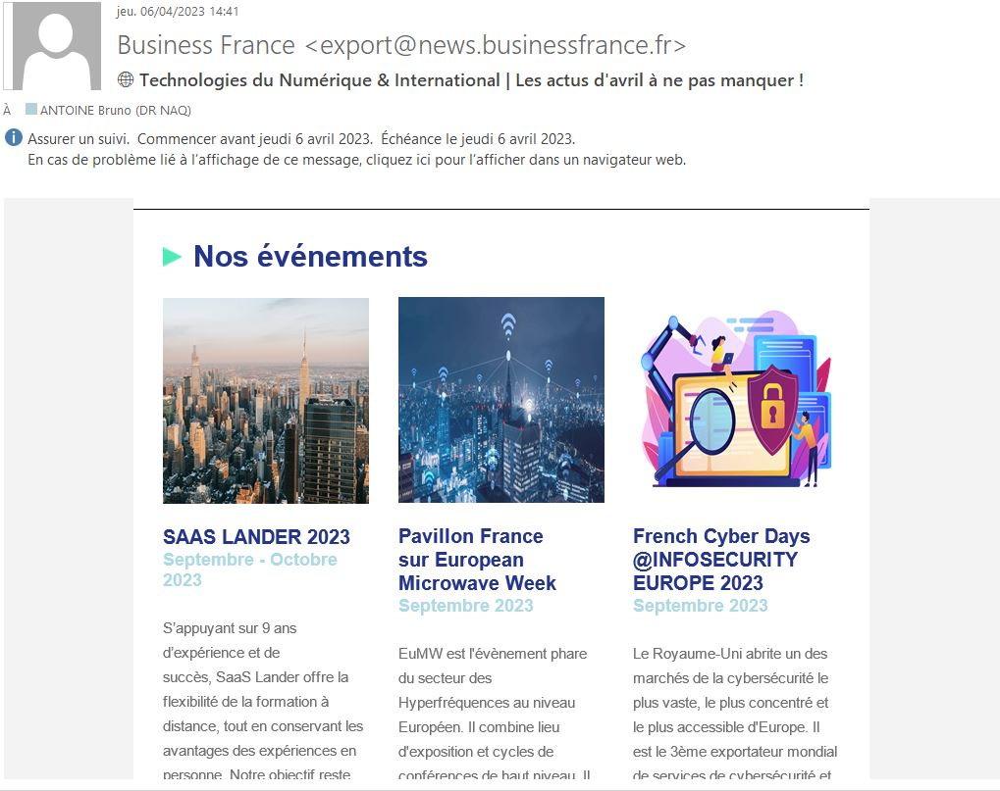 jeu. 06/04/2023 14:41
Business France <export@news.businessfrance.fr>
Technologies du Numérique & International | Les actus d'avril à ne pas manquer !
À ANTOINE Bruno (DR NAQ)
Assurer un suivi. Commencer avant jeudi 6 avril 2023. Échéance le jeudi 6 avril 2023.
En cas de problème lié à l’affichage de ce message, cliquez ici pour l’afficher dans un navigateur web.
Nos événements
SAAS LANDER 2023
Septembre - Octobre
2023
S’appuyant sur 9 ans
d’expérience et de
succès, SaaS Lander offre la
flexibilité de la formation à
distance, tout en conservant les
avantages des expériences en
personne. Notre objectif reste
Pavillon France
sur European
Microwave Week
Septembre 2023
EuMW est l'évènement phare
du secteur des
Hyperfréquences au niveau
Européen. Il combine lieu
d'exposition et cycles de
conférences de haut niveau. Il
French Cyber Days
@INFOSECURITY
EUROPE 2023
Septembre 2023
Le Royaume-Uni abrite un des
marchés de la cybersécurité le
plus vaste, le plus concentré et
le plus accessible d'Europe. Il
est le 3ème exportateur mondial
de services de cybersécurité et